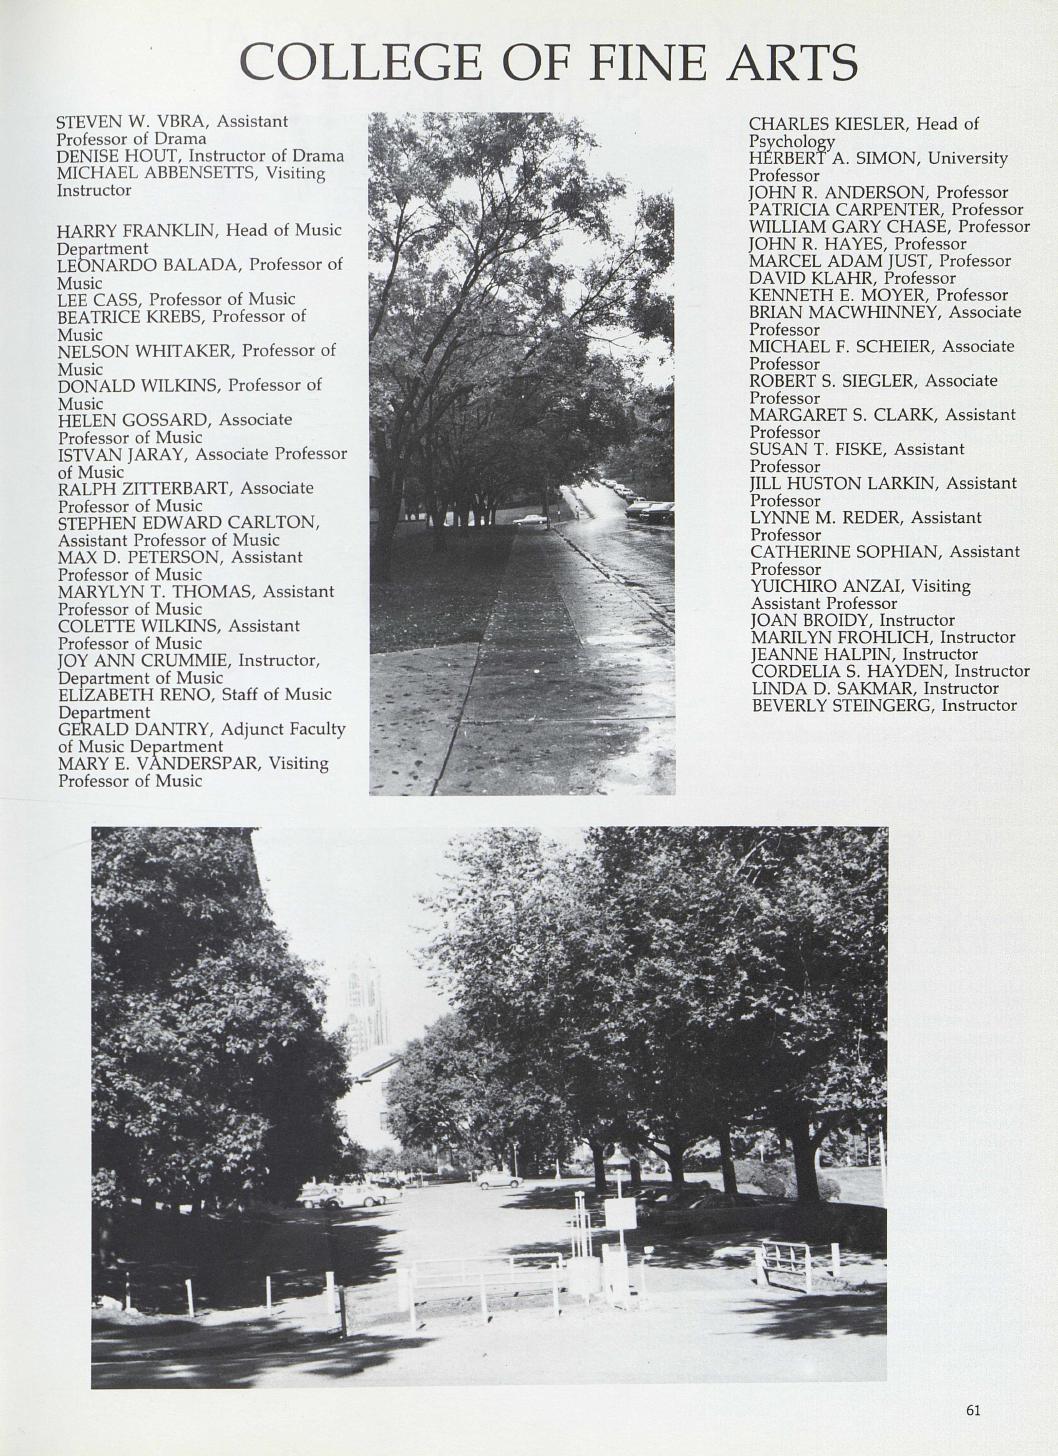 COLLEGE OF FINE ARTS
STEVEN W. VBRA, Assistant
Professor of Drama
DENISE HOUT, Instructor of Drama
MICHAEL ABBENSETTS, Visiting
Instructor
HARRY FRANKLIN, Head of Music
Department
LEONARDO BALADA, Professor of
Music
LEE CASS, Professor of Music
BEATRICE KREBS, Professor of
Music
NELSON WHITAKER, Professor of
Music
DONALD WILKINS, Professor of
Music
HELEN GOSSARD, Associate
Professor of Music
ISTVAN JARAY, Associate Professor
of Music
RALPH ZITTERBART, Associate
Professor of Music
STEPHEN EDWARD CARLTON,
Assistant Professor of Music
MAX D. PETERSON, Assistant
Professor of Music
MARYLYN T. THOMAS, Assistant
Professor of Music
COLETTE WILKINS, Assistant
Professor of Music
JOY ANN CRUMMIE, Instructor,
Department of Music
ELIZABETH RENO, Staff of Music
Department
GERALD DANTRY, Adjunct Faculty
of Music Department
MARY E. VANDERSPAR, Visiting
Professor of Music
CHARLES KIESLER, Head of
Psychology
HERBERT A. SIMON, University
Professor
JOHN R. ANDERSON, Professor
PATRICIA CARPENTER, Professor
WILLIAM GARY CHASE, Professor
JOHN R. HAYES, Professor
MARCEL ADAM JUST, Professor
DAVID KLAHR, Professor
KENNETH E. MOYER, Professor
BRIAN MACWHINNEY, Associate
Professor
MICHAEL F. SCHEIER, Associate
Professor
ROBERT S. SIEGLER, Associate
Professor
MARGARET S. CLARK, Assistant
Professor
SUSAN T. FISKE, Assistant
Professor
JILL HUSTON LARKIN, Assistant
Professor
LYNNE M. REDER, Assistant
Professor
CATHERINE SOPHIAN, Assistant
Professor
YUICHIRO ANZAI, Visiting
Assistant Professor
JOAN BROIDY, Instructor
MARILYN FROHLICH, Instructor
JEANNE HALPIN, Instructor
CORDELIA S. HAYDEN, Instructor
LINDA D. SAKMAR, Instructor
BEVERLY STEINGERG, Instructor
61